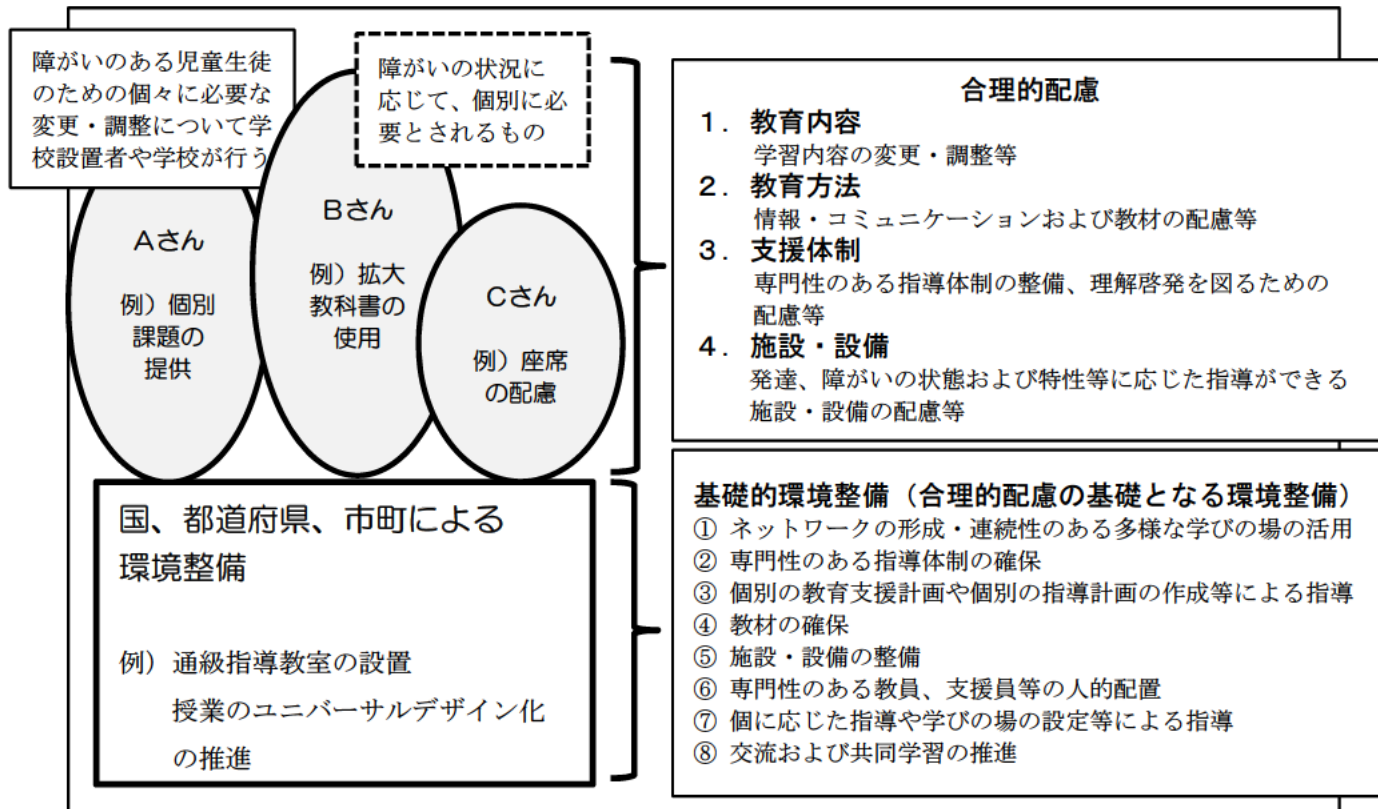 障がいのある児童生徒
のための個々に必要な
変更・調整について学
校設置者や学校が行う
障がいの状況に
応じて、個別に必
要とされるもの
Aさん
例）個別
課題の
提供
Bさん
例）拡大
教科書の
使用
Cさん
例）座席
の配慮
合理的配慮
１．教育内容
学習内容の変更・調整等
２．教育方法
情報・コミュニケーションおよび教材の配慮等
３．支援体制
専門性のある指導体制の整備、理解啓発を図るための
配慮等
４．施設・設備
発達、障がいの状態および特性等に応じた指導ができる
施設・設備の配慮等
国、都道府県、市町による
環境整備
例）通級指導教室の設置
授業のユニバーサルデザイン化
の推進
基礎的環境整備（合理的配慮の基礎となる環境整備）
① ネットワークの形成・連続性のある多様な学びの場の活用
② 専門性のある指導体制の確保
③ 個別の教育支援計画や個別の指導計画の作成等による指導
④ 教材の確保
⑤ 施設・設備の整備
⑥ 専門性のある教員、支援員等の人的配置
⑦ 個に応じた指導や学びの場の設定等による指導
⑧ 交流および共同学習の推進